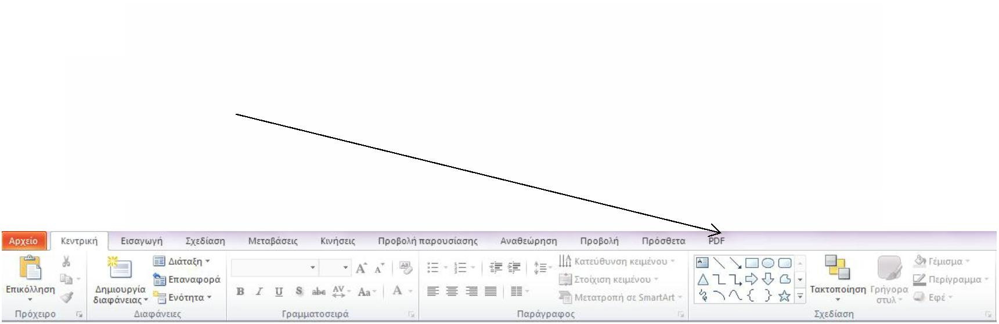 Αρχείο Κεντρική Εισαγωγή Σχεδίαση Μεταβάσεις Κινήσεις Προβολή παρουσίασης Αναθεώρηση Προβολή Πρόσθετα PDF
Επικόλληση
Δημιουργία διαφάνειας
Διάταξη
Επαναφορά
Ενότητα
B I U S abc AV Aa A
Κατεύθυνση κειμένου
Στοίχιση κειμένου
Μετατροπή σε SmartArt
Τακτοποίηση
Γρήγορα στυλ
Γέμισμα
Περίγραμμα
Εφέ
Πρόχειρο Διαφάνειες Γραμματοσειρά Παράγραφος Σχεδίαση